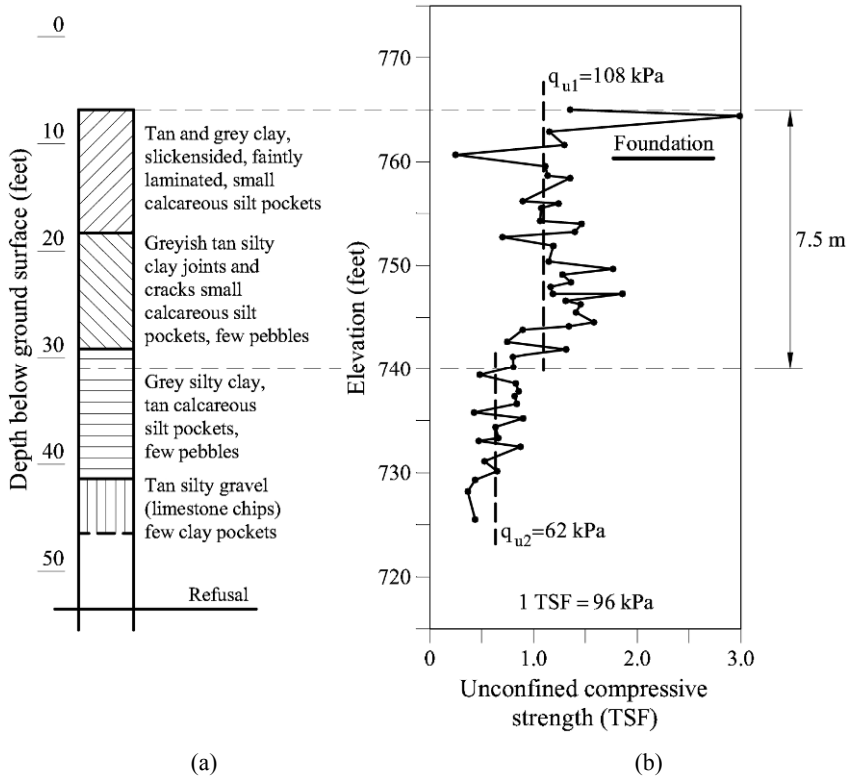 0
10
20
30
40
50
Depth below ground surface (feet)
Tan and grey clay,
slickensided, faintly
laminated, small
calcareous silt pockets
Greyish tan silty
clay joints and
cracks small
calcareous silt
pockets, few pebbles
Grey silty clay,
tan calcareous
silt pockets,
few pebbles
Tan silty gravel
(limestone chips)
few clay pockets
Refusal
(a)
770
760
750
740
730
720
Elevation (feet)
q_u1=108 kPa
Foundation
7.5 m
q_u2=62 kPa
1 TSF = 96 kPa
0 1.0 2.0 3.0
Unconfined compressive
strength (TSF)
(b)